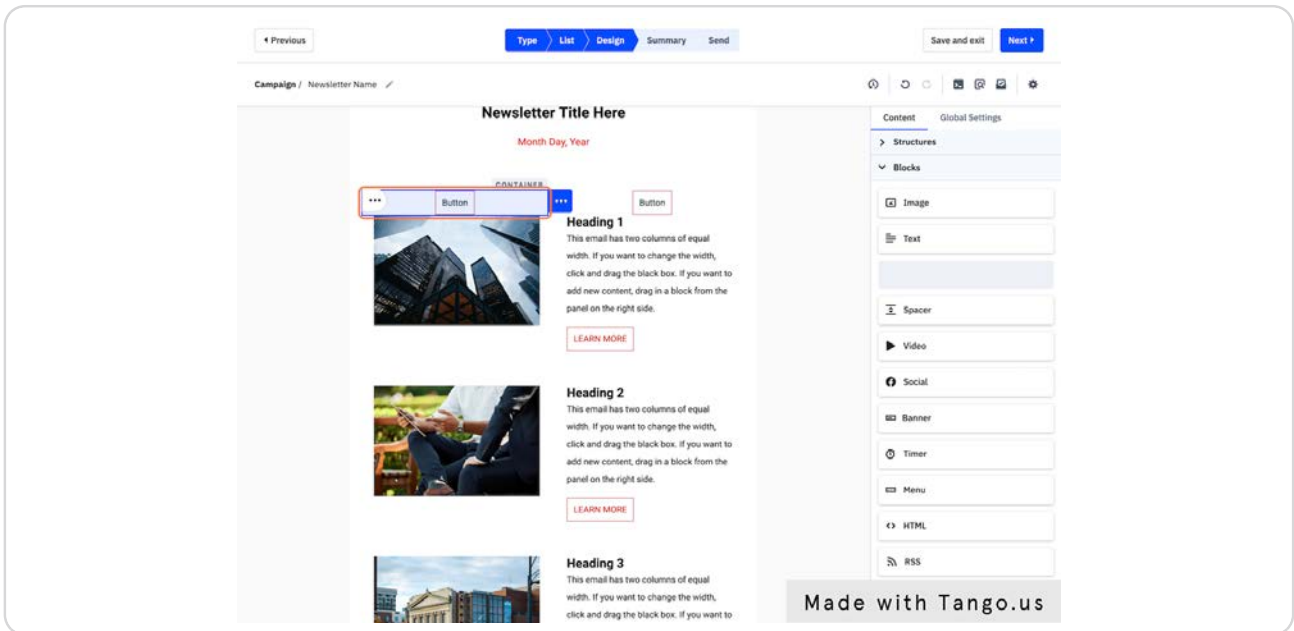 Previous
Type
List
Design
Summary
Send
Save and exit
Next
Campaign / Newsletter Name
Newsletter Title Here
Month Day, Year
CONTAINER
Button
Button
Heading 1
This email has two columns of equal
width. If you want to change the width,
click and drag the black box. If you want to
add new content, drag in a block from the
panel on the right side.
LEARN MORE
Heading 2
This email has two columns of equal
width. If you want to change the width,
click and drag the black box. If you want to
add new content, drag in a block from the
panel on the right side.
LEARN MORE
Heading 3
This email has two columns of equal
width. If you want to change the width,
click and drag the black box. If you want to
Content
Global Settings
Structures
Blocks
Image
Text
Spacer
Video
Social
Banner
Timer
Menu
HTML
RSS
Made with Tango.us